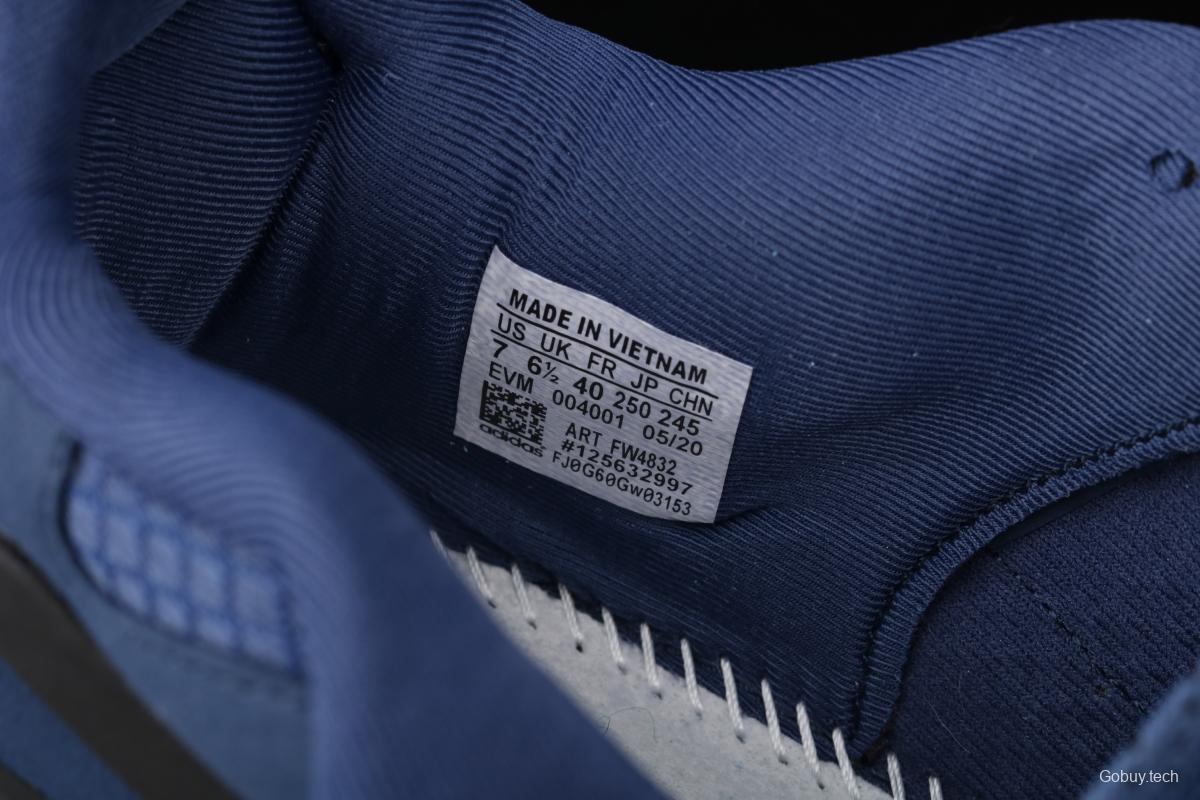 MADE IN VIETNAM
US UK FR JP CHN
7 6½ 40 250 245
EVM 004001 05/20
ART FW4832
#125632997
adidas FJ0G60Gw03153
Gobuy.tech